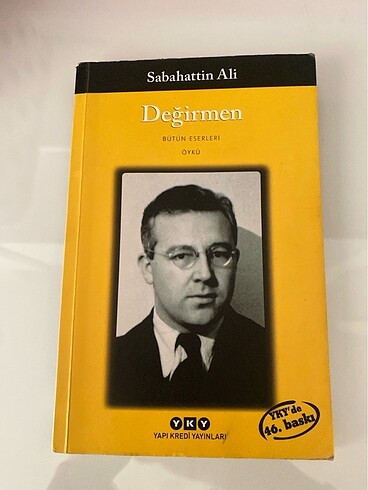 Sabahattin Ali
Değirmen
BÜTÜN ESERLERİ
ÖYKÜ
YKY'de
46. baskı
YKY
YAPI KREDİ YAYINLARI